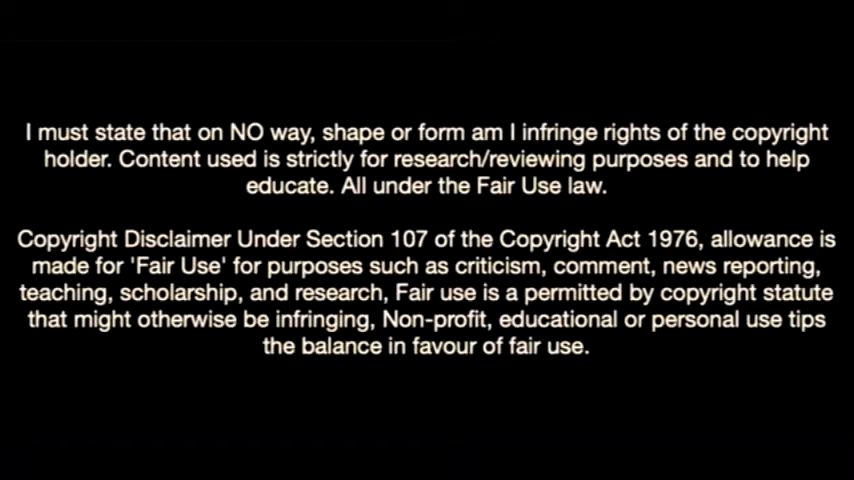 I must state that on NO way, shape or form am I infringe rights of the copyright
holder. Content used is strictly for research/reviewing purposes and to help
educate. All under the Fair Use law.
Copyright Disclaimer Under Section 107 of the Copyright Act 1976, allowance is
made for 'Fair Use' for purposes such as criticism, comment, news reporting,
teaching, scholarship, and research, Fair use is a permitted by copyright statute
that might otherwise be infringing, Non-profit, educational or personal use tips
the balance in favour of fair use.